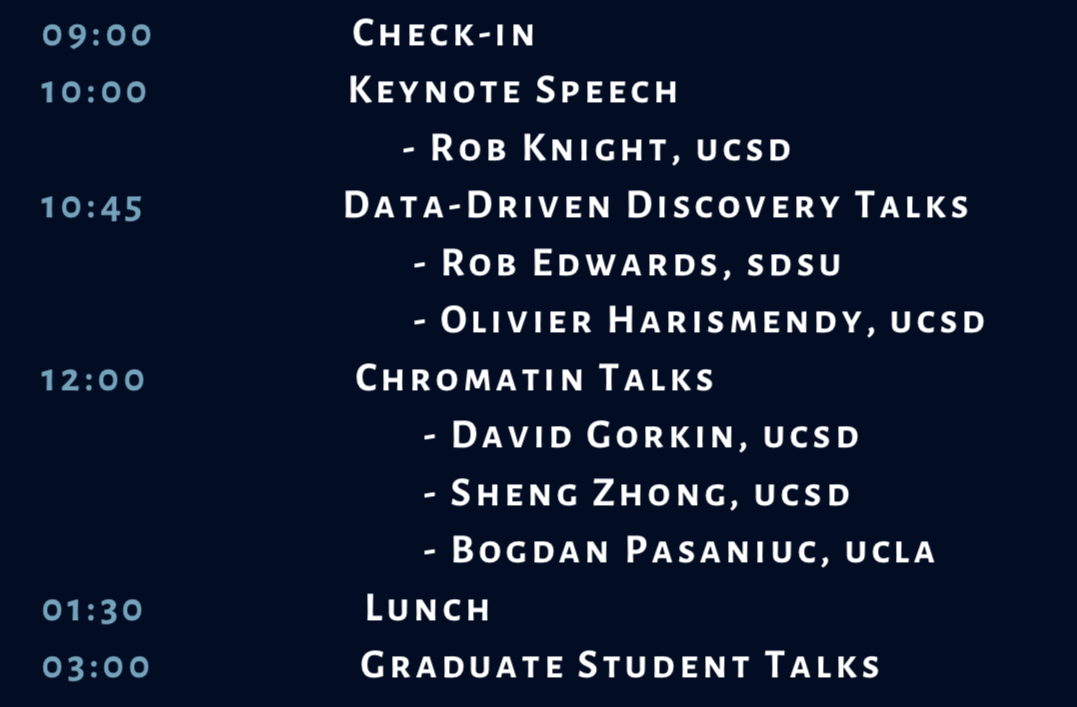 09:00 Check-in
10:00 Keynote Speech
- Rob Knight, UCSD
10:45 Data-Driven Discovery Talks
- Rob Edwards, SDSU
- Olivier Harismendy, UCSD
12:00 Chromatin Talks
- David Gorkin, UCSD
- Sheng Zhong, UCSD
- Bogdan Pasaniuc, UCLA
01:30 Lunch
03:00 Graduate Student Talks